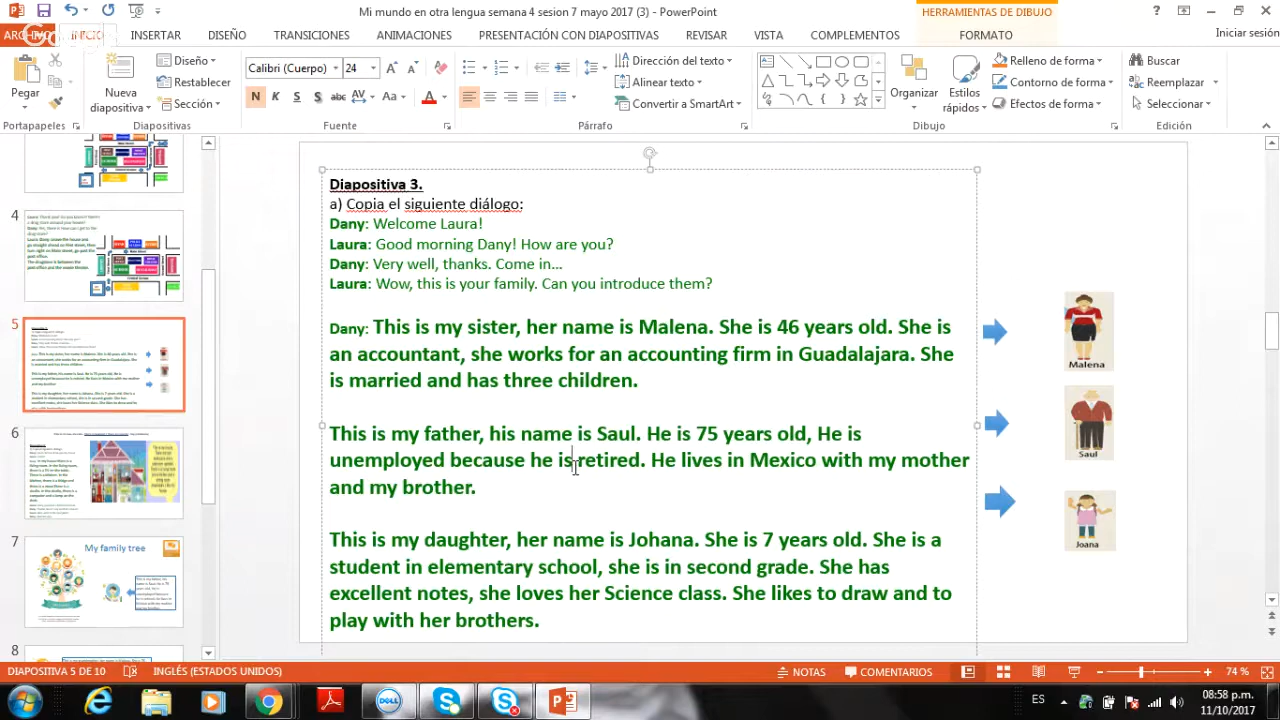 Mi mundo en otra lengua semana 4 sesion 7 mayo 2017 (3) - PowerPoint
HERRAMIENTAS DE DIBUJO
ARCHIVO INICIO INSERTAR DISEÑO TRANSICIONES ANIMACIONES PRESENTACIÓN CON DIAPOSITIVAS REVISAR VISTA COMPLEMENTOS FORMATO
Iniciar sesión
Pegar
Nueva diapositiva
Diseño
Restablecer
Sección
Calibri (Cuerpo) 24
N K S S abc AV Aa A
Dirección del texto
Alinear texto
Convertir a SmartArt
Organizar
Estilos rápidos
Relleno de forma
Contorno de forma
Efectos de forma
Buscar
Reemplazar
Seleccionar
Portapapeles Diapositivas Fuente Párrafo Dibujo Edición
4
5
6
7
My family tree
8
Diapositiva 3.
a) Copia el siguiente diálogo:
Dany: Welcome Laura!
Laura: Good morning Dany! How are you?
Dany: Very well, thanks. Come in...
Laura: Wow, this is your family. Can you introduce them?
Dany: This is my sister, her name is Malena. She is 46 years old. She is
an accountant, she works for an accounting firm in Guadalajara. She
is married and has three children.
This is my father, his name is Saul. He is 75 years old, He is
unemployed because he is retired. He lives in Mexico with my mother
and my brother.
This is my daughter, her name is Johana. She is 7 years old. She is a
student in elementary school, she is in second grade. She has
excellent notes, she loves her Science class. She likes to draw and to
play with her brothers.
Malena
Saul
Joana
DIAPOSITIVA 5 DE 10
INGLÉS (ESTADOS UNIDOS)
NOTAS
COMENTARIOS
74 %
DELL
ES
08:58 p.m.
11/10/2017